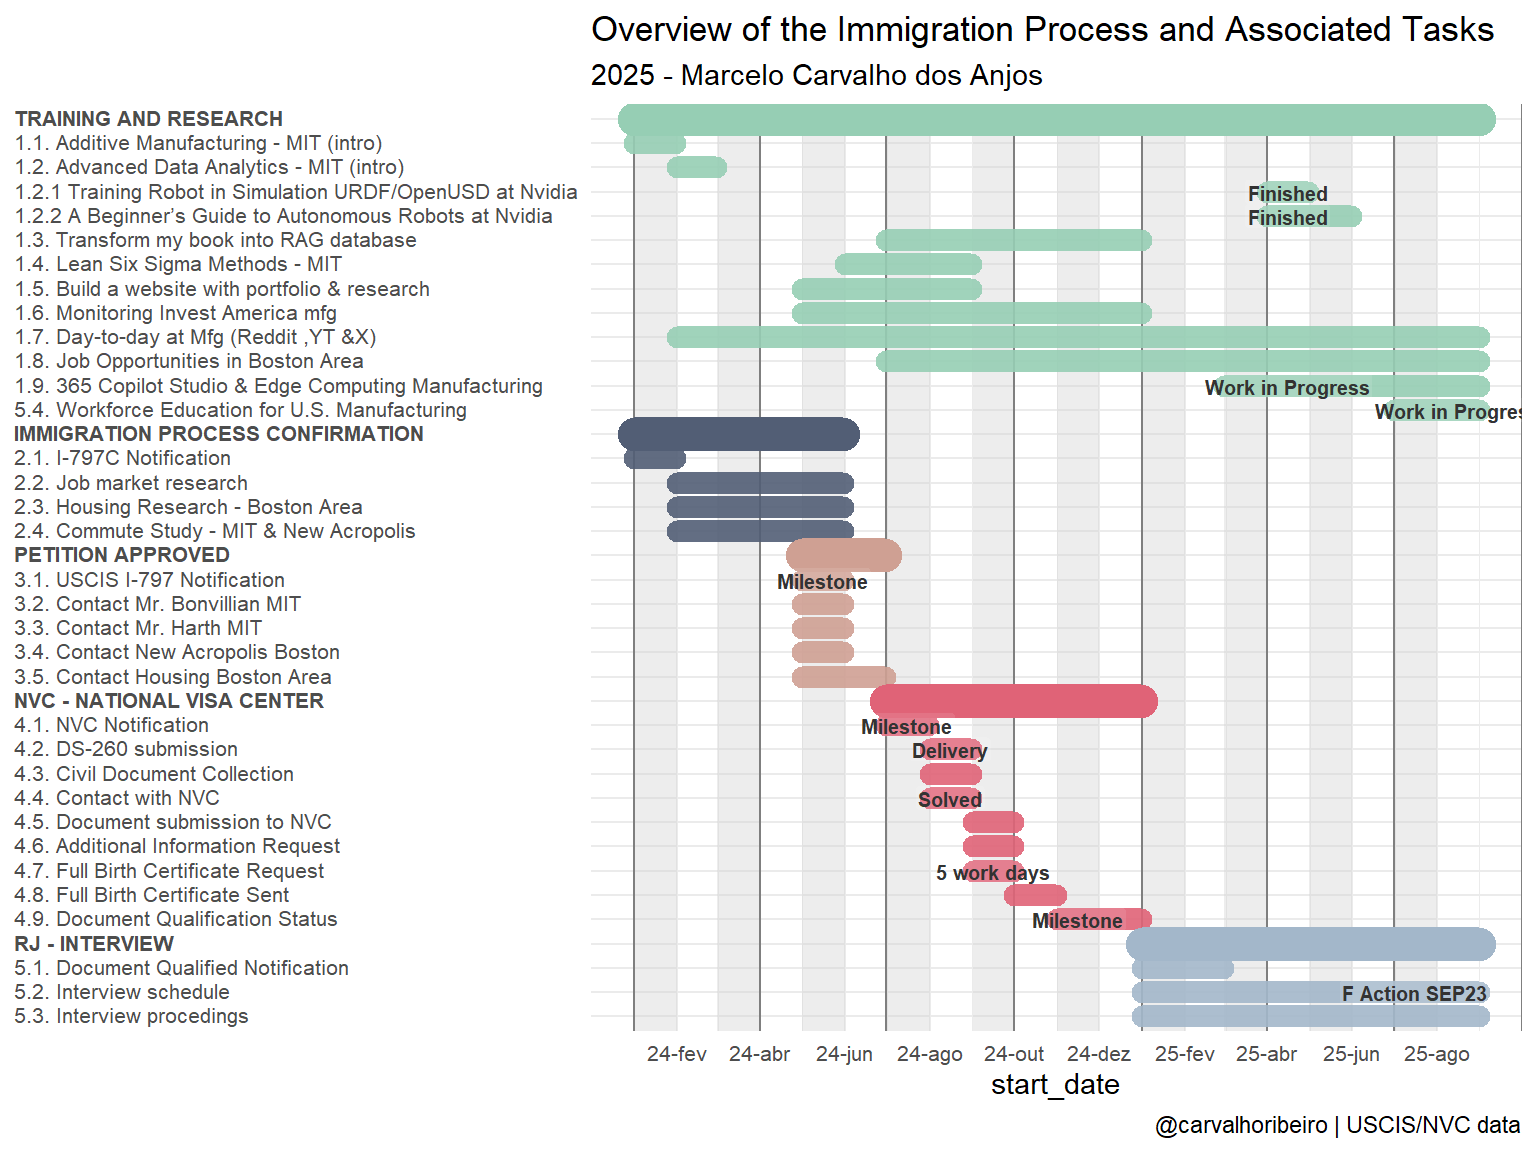 Overview of the Immigration Process and Associated Tasks
2025 - Marcelo Carvalho dos Anjos
TRAINING AND RESEARCH
1.1. Additive Manufacturing - MIT (intro)
1.2. Advanced Data Analytics - MIT (intro)
1.2.1 Training Robot in Simulation URDF/OpenUSD at Nvidia
Finished
1.2.2 A Beginner’s Guide to Autonomous Robots at Nvidia
Finished
1.3. Transform my book into RAG database
1.4. Lean Six Sigma Methods - MIT
1.5. Build a website with portfolio & research
1.6. Monitoring Invest America mfg
1.7. Day-to-day at Mfg (Reddit ,YT &X)
1.8. Job Opportunities in Boston Area
1.9. 365 Copilot Studio & Edge Computing Manufacturing
Work in Progress
5.4. Workforce Education for U.S. Manufacturing
Work in Progres
IMMIGRATION PROCESS CONFIRMATION
2.1. I-797C Notification
2.2. Job market research
2.3. Housing Research - Boston Area
2.4. Commute Study - MIT & New Acropolis
PETITION APPROVED
3.1. USCIS I-797 Notification
Milestone
3.2. Contact Mr. Bonvillian MIT
3.3. Contact Mr. Harth MIT
3.4. Contact New Acropolis Boston
3.5. Contact Housing Boston Area
NVC - NATIONAL VISA CENTER
4.1. NVC Notification
Milestone
4.2. DS-260 submission
Delivery
4.3. Civil Document Collection
4.4. Contact with NVC
Solved
4.5. Document submission to NVC
4.6. Additional Information Request
4.7. Full Birth Certificate Request
5 work days
4.8. Full Birth Certificate Sent
4.9. Document Qualification Status
Milestone
RJ - INTERVIEW
5.1. Document Qualified Notification
5.2. Interview schedule
F Action SEP23
5.3. Interview procedings
24-fev 24-abr 24-jun 24-ago 24-out 24-dez 25-fev 25-abr 25-jun 25-ago
start_date
@carvalhoribeiro | USCIS/NVC data